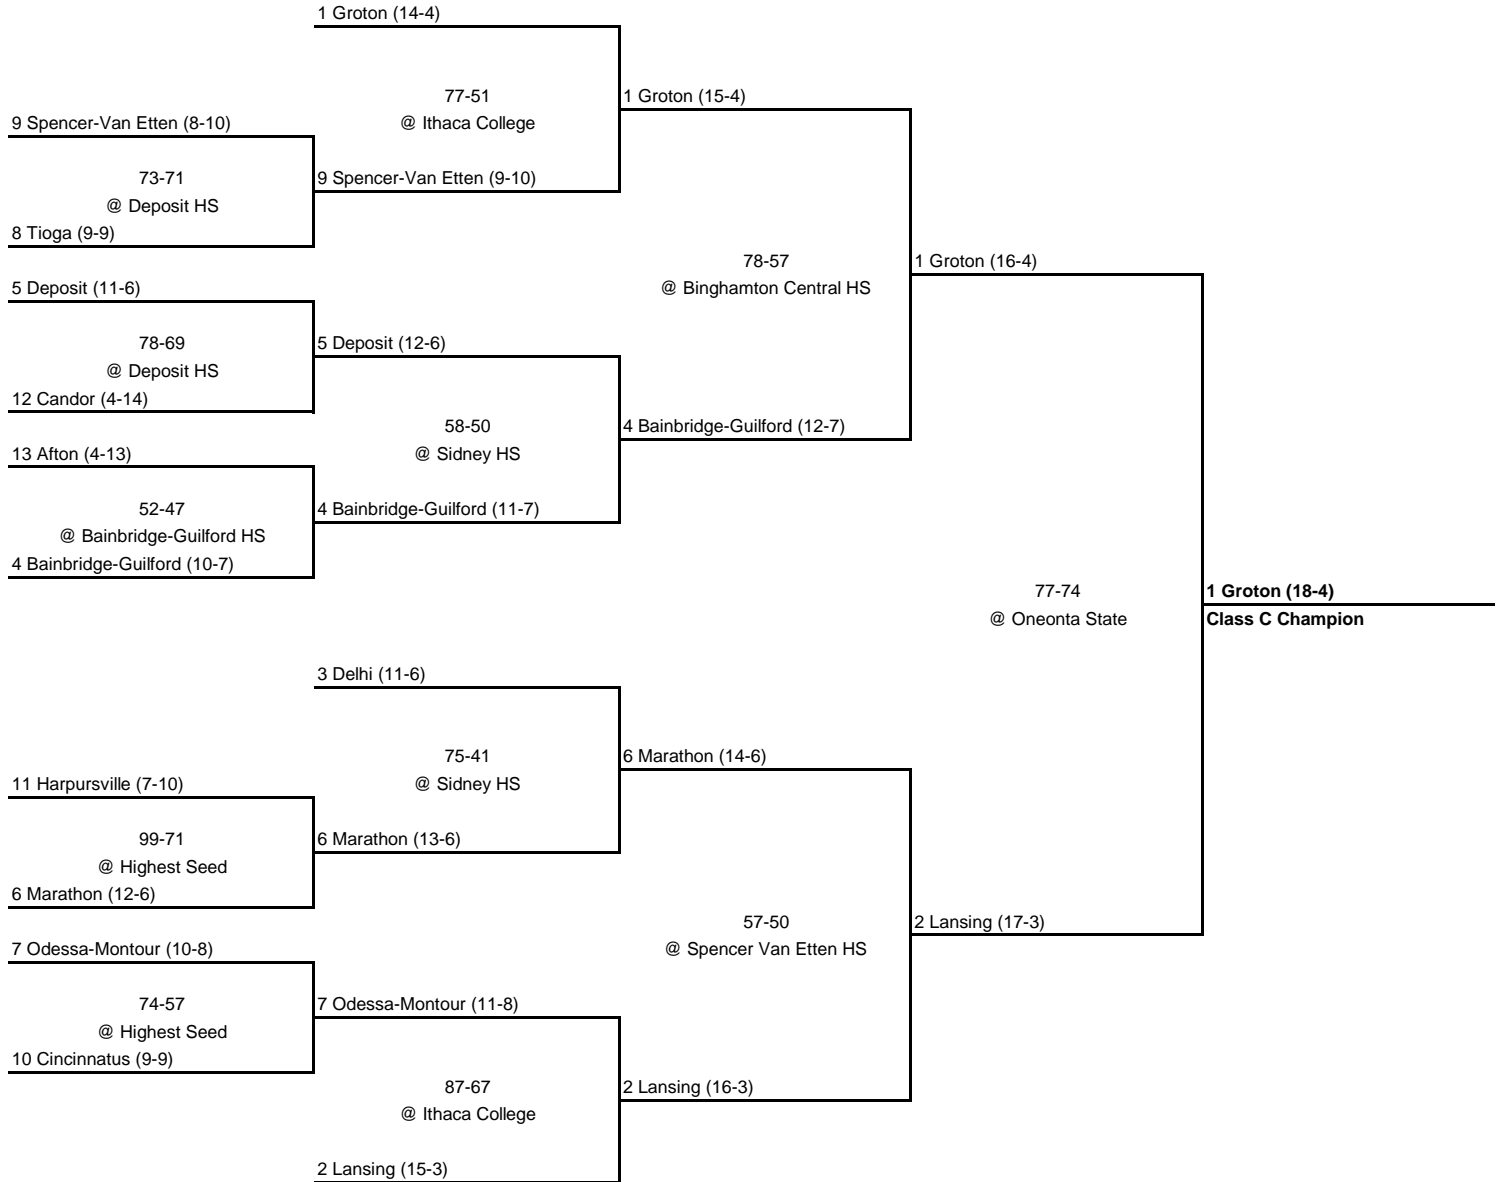 1 Groton (14-4)
77-51
@ Ithaca College
1 Groton (15-4)
9 Spencer-Van Etten (8-10)
73-71
@ Deposit HS
9 Spencer-Van Etten (9-10)
8 Tioga (9-9)
78-57
@ Binghamton Central HS
1 Groton (16-4)
5 Deposit (11-6)
78-69
@ Deposit HS
5 Deposit (12-6)
12 Candor (4-14)
58-50
@ Sidney HS
4 Bainbridge-Guilford (12-7)
13 Afton (4-13)
52-47
@ Bainbridge-Guilford HS
4 Bainbridge-Guilford (11-7)
4 Bainbridge-Guilford (10-7)
77-74
@ Oneonta State
1 Groton (18-4)
Class C Champion
3 Delhi (11-6)
75-41
@ Sidney HS
6 Marathon (14-6)
11 Harpursville (7-10)
99-71
@ Highest Seed
6 Marathon (13-6)
6 Marathon (12-6)
57-50
@ Spencer Van Etten HS
2 Lansing (17-3)
7 Odessa-Montour (10-8)
74-57
@ Highest Seed
7 Odessa-Montour (11-8)
10 Cincinnatus (9-9)
87-67
@ Ithaca College
2 Lansing (16-3)
2 Lansing (15-3)